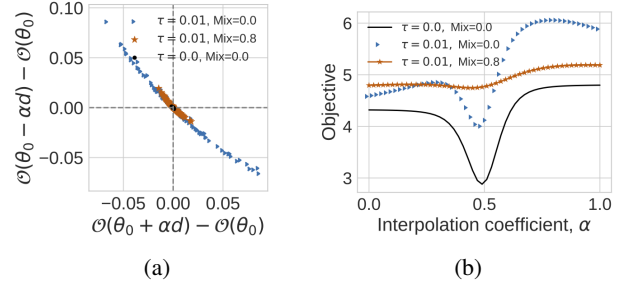 0.10
0.05
0.00
−0.05
−0.05 0.00 0.05
𝒪(θ₀ − αd) − 𝒪(θ₀)
𝒪(θ₀ + αd) − 𝒪(θ₀)
τ = 0.01, Mix=0.0
τ = 0.01, Mix=0.8
τ = 0.0, Mix=0.0
(a)
6
5
4
3
0.0 0.5 1.0
Objective
Interpolation coefficient, α
τ = 0.0, Mix=0.0
τ = 0.01, Mix=0.0
τ = 0.01, Mix=0.8
(b)